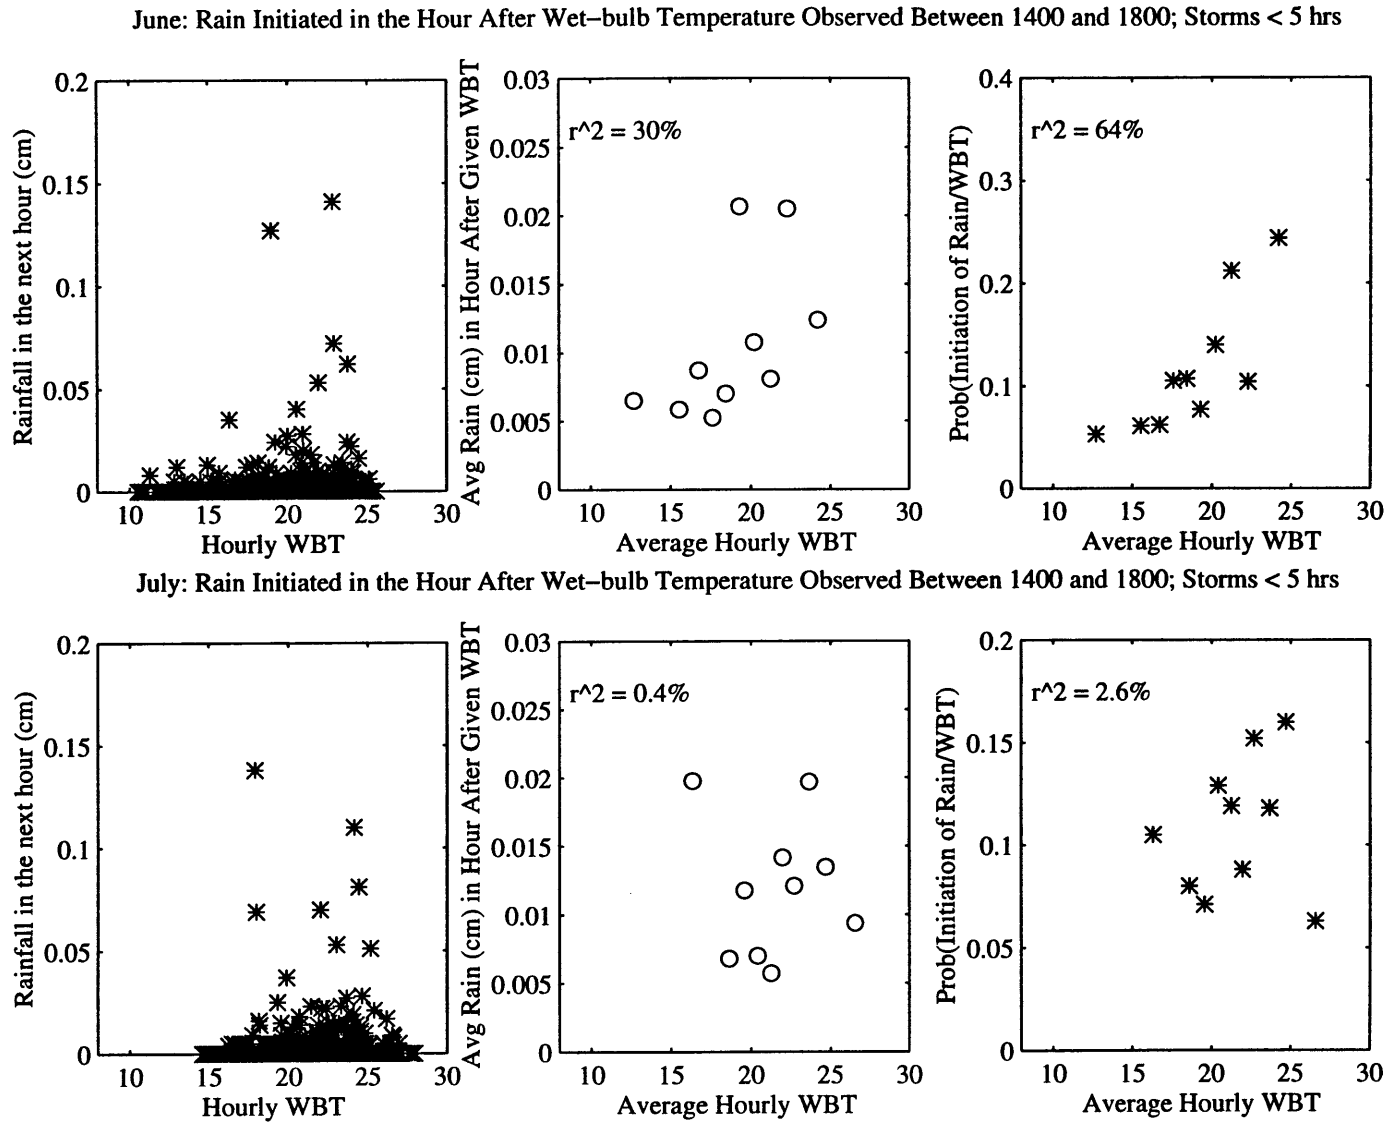 June: Rain Initiated in the Hour After Wet−bulb Temperature Observed Between 1400 and 1800; Storms < 5 hrs
Rainfall in the next hour (cm)
0.2
0.15
0.1
0.05
0
10 15 20 25 30
Hourly WBT
Avg Rain (cm) in Hour After Given WBT
0.03
0.025
0.02
0.015
0.01
0.005
0
r^2 = 30%
10 15 20 25 30
Average Hourly WBT
Prob(Initiation of Rain/WBT)
0.4
0.3
0.2
0.1
0
r^2 = 64%
10 15 20 25 30
Average Hourly WBT
July: Rain Initiated in the Hour After Wet−bulb Temperature Observed Between 1400 and 1800; Storms < 5 hrs
Rainfall in the next hour (cm)
0.2
0.15
0.1
0.05
0
10 15 20 25 30
Hourly WBT
Avg Rain (cm) in Hour After Given WBT
0.03
0.025
0.02
0.015
0.01
0.005
0
r^2 = 0.4%
10 15 20 25 30
Average Hourly WBT
Prob(Initiation of Rain/WBT)
0.2
0.15
0.1
0.05
0
r^2 = 2.6%
10 15 20 25 30
Average Hourly WBT